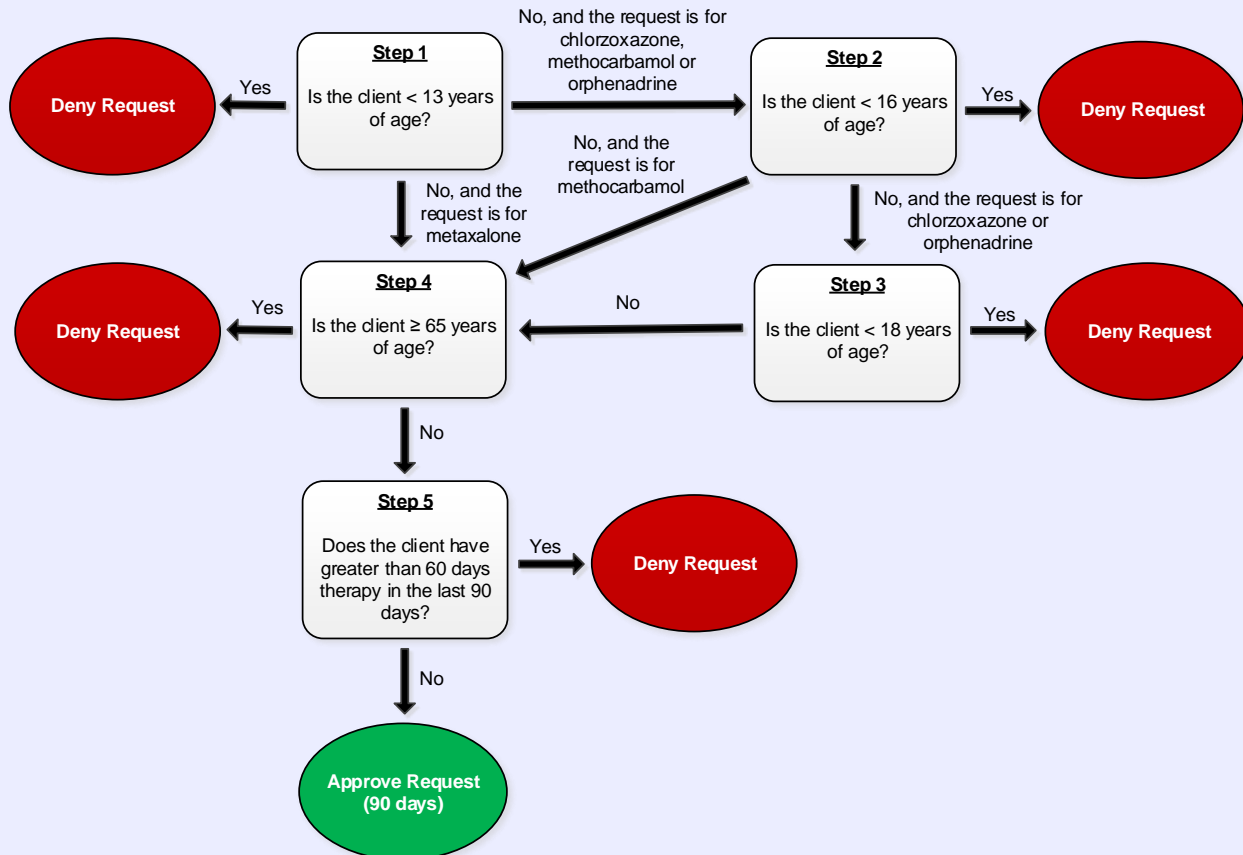 No, and the request is for
chlorzoxazone,
methocarbamol or
orphenadrine
Step 1
Is the client < 13 years
of age?
Yes
Deny Request
Step 2
Is the client < 16 years
of age?
Yes
Deny Request
No, and the
request is for
methocarbamol
No, and the
request is for
metaxalone
No, and the request is for
chlorzoxazone or
orphenadrine
Step 4
Is the client ≥ 65 years
of age?
Yes
Deny Request
No
Step 3
Is the client < 18 years
of age?
Yes
Deny Request
No
Step 5
Does the client have
greater than 60 days
therapy in the last 90
days?
Yes
Deny Request
No
Approve Request
(90 days)